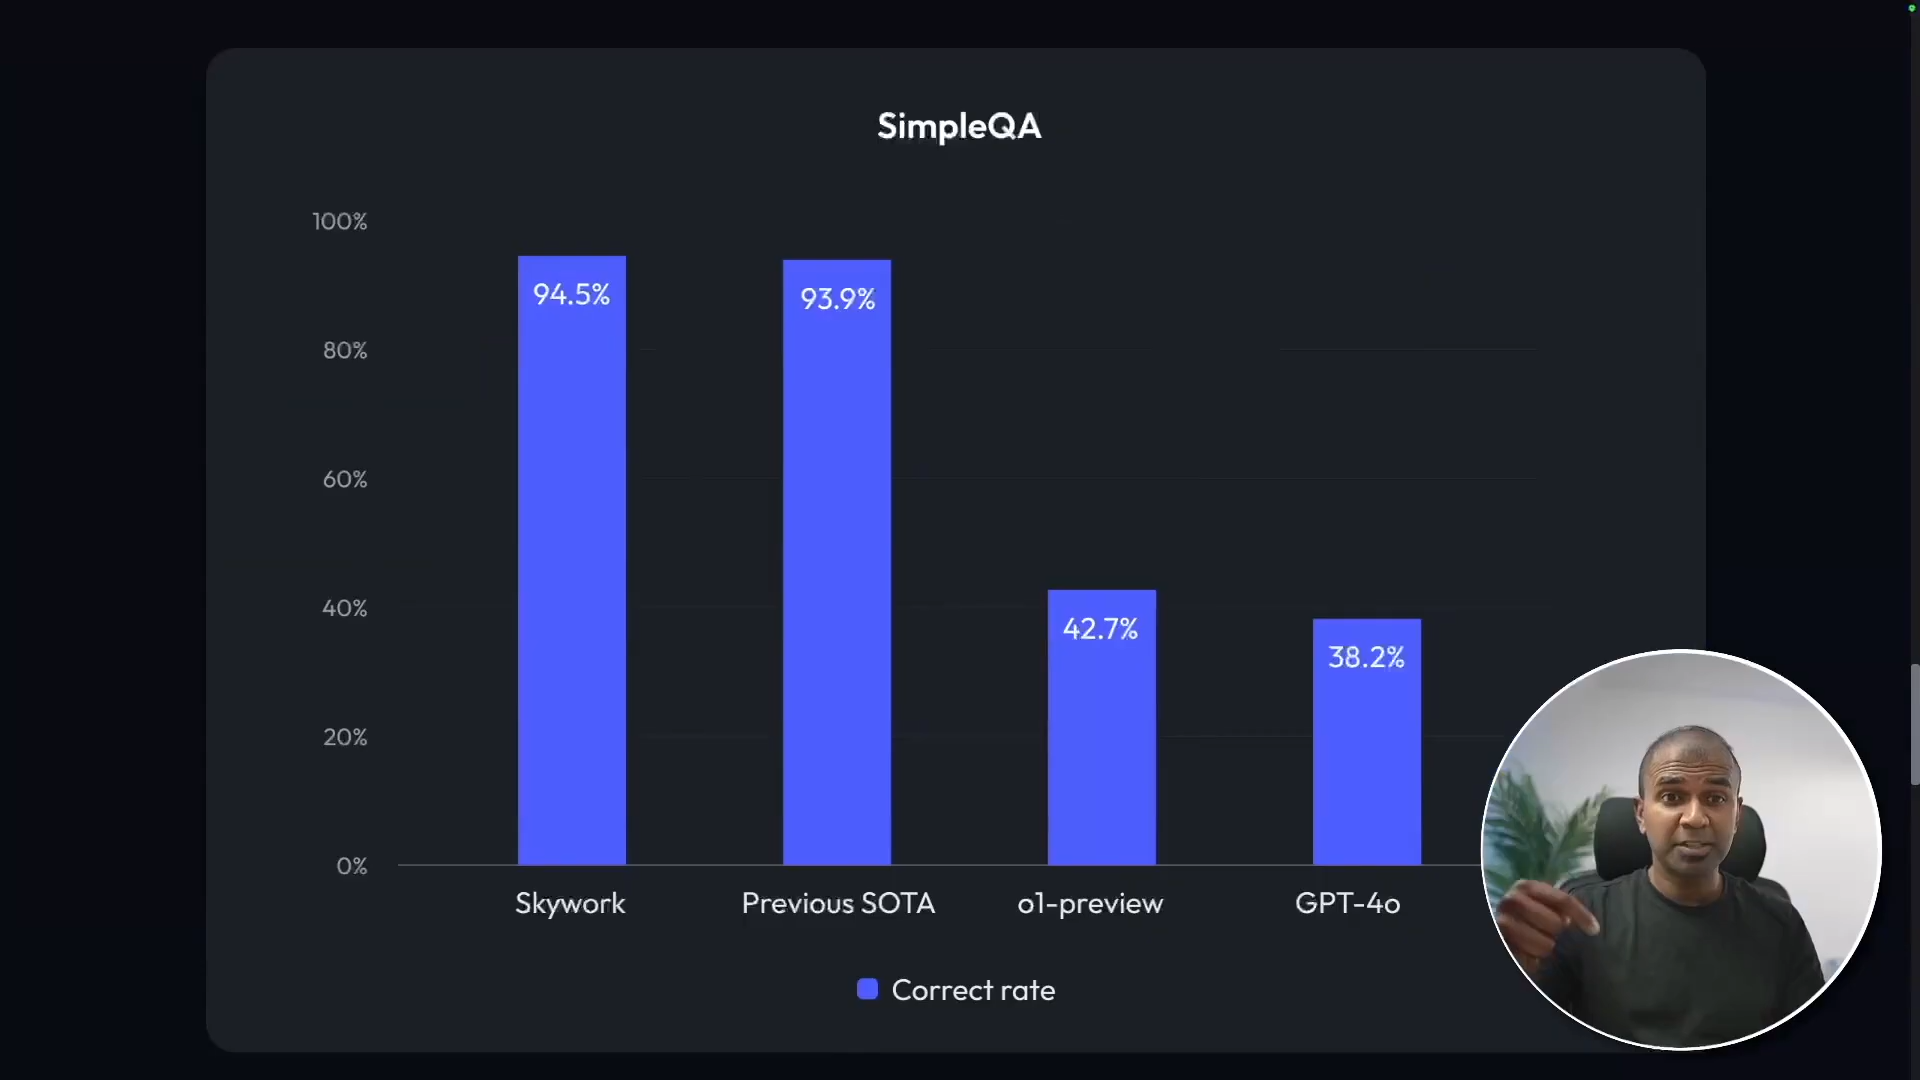 SimpleQA
100%
94.5%
93.9%
80%
60%
40%
42.7%
38.2%
20%
0%
Skywork
Previous SOTA
o1-preview
GPT-4o
Correct rate